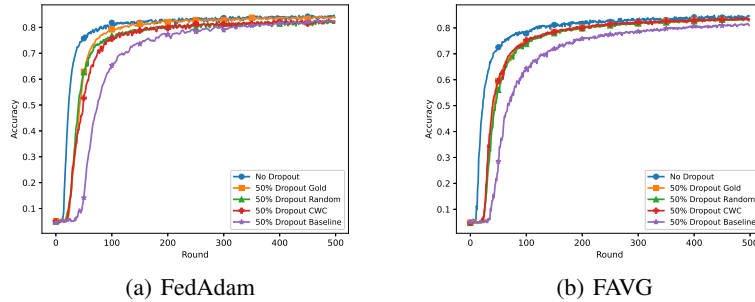 0.8
0.7
0.6
0.5
0.4
0.3
0.2
0.1
Accuracy
0
100
200
300
400
500
Round
No Dropout
50% Dropout Gold
50% Dropout Random
50% Dropout CWC
50% Dropout Baseline
(a) FedAdam
0.8
0.7
0.6
0.5
0.4
0.3
0.2
0.1
Accuracy
0
100
200
300
400
500
Round
No Dropout
50% Dropout Gold
50% Dropout Random
50% Dropout CWC
50% Dropout Baseline
(b) FAVG